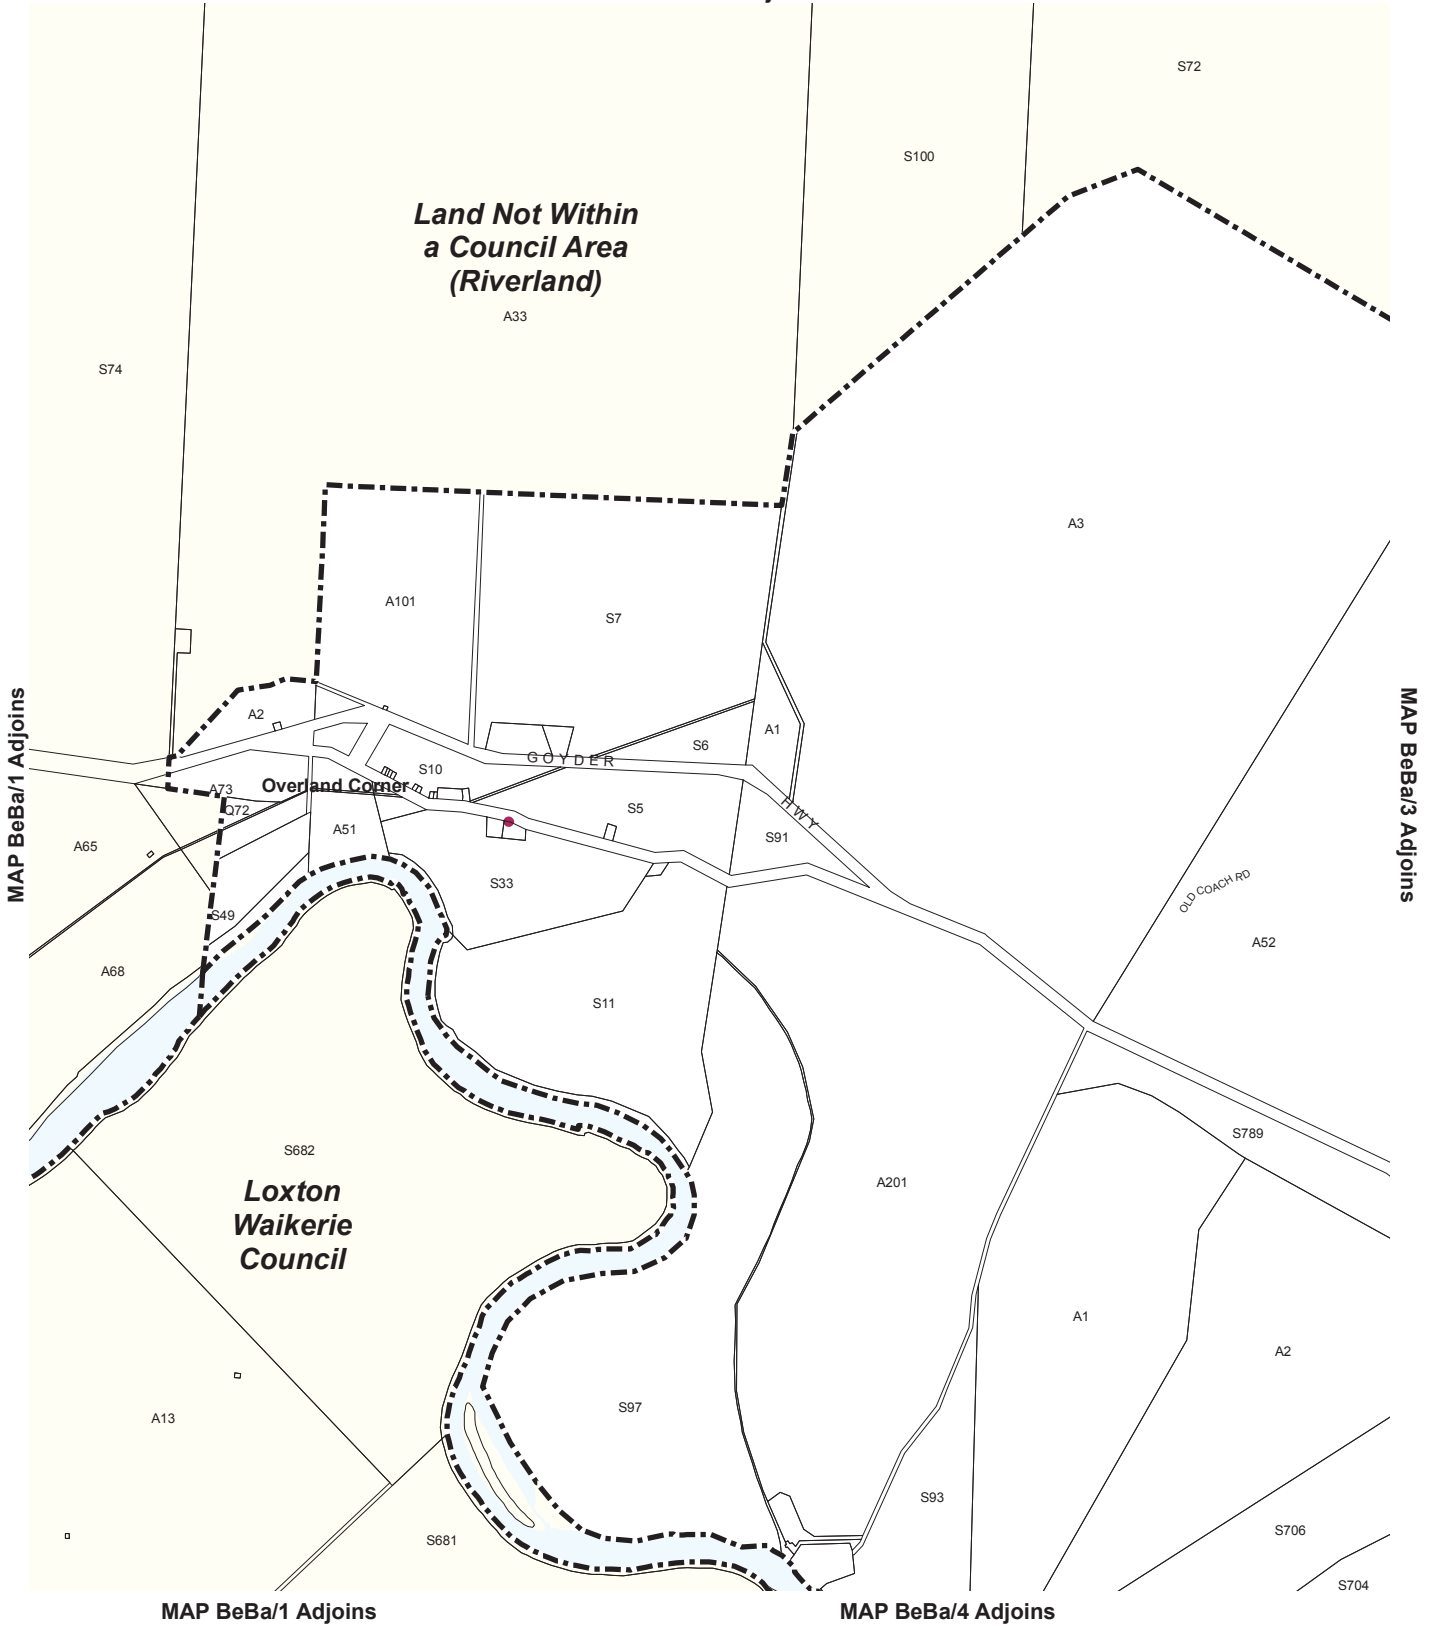 S72
S100
Land Not Within
a Council Area
(Riverland)
A33
S74
A3
A101
S7
MAP BeBa/1 Adjoins
MAP BeBa/3 Adjoins
A2
A1
S6
GOYDER
HWY
S10
Overland Corner
A73
Q72
S5
A51
S91
A65
S33
OLD COACH RD
S49
A52
A68
S11
S682
S789
Loxton
Waikerie
Council
A201
A1
A2
S97
A13
S93
S706
S681
S704
MAP BeBa/1 Adjoins
MAP BeBa/4 Adjoins